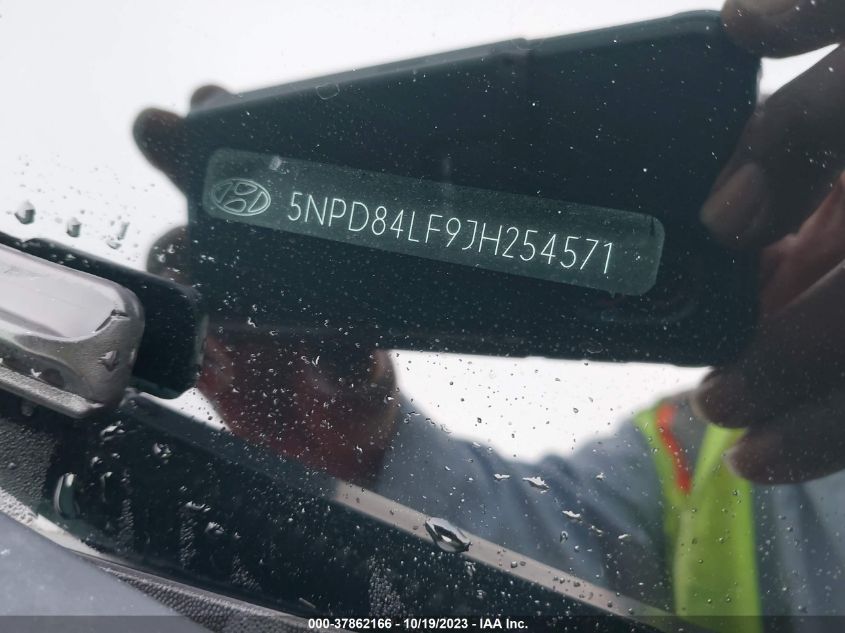 5NPD84LF9JH254571
000-37862166 - 10/19/2023 - IAA Inc.